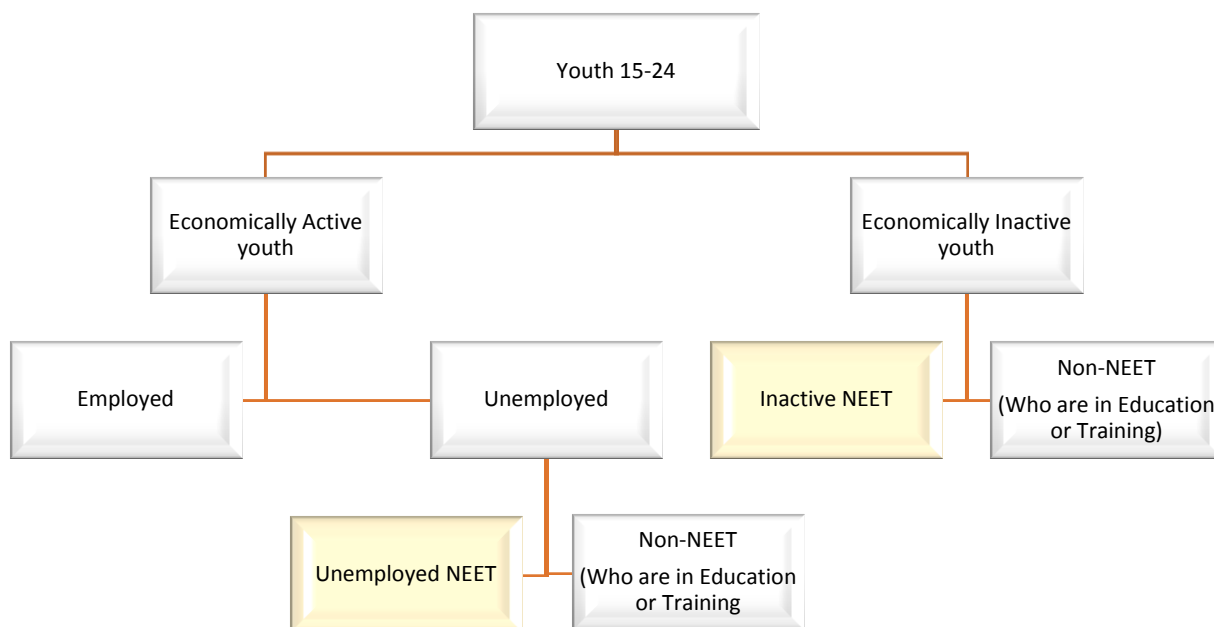 Youth 15-24
Economically Active
youth
Economically Inactive
youth
Employed
Unemployed
Inactive NEET
Non-NEET
(Who are in Education
or Training)
Unemployed NEET
Non-NEET
(Who are in Education
or Training